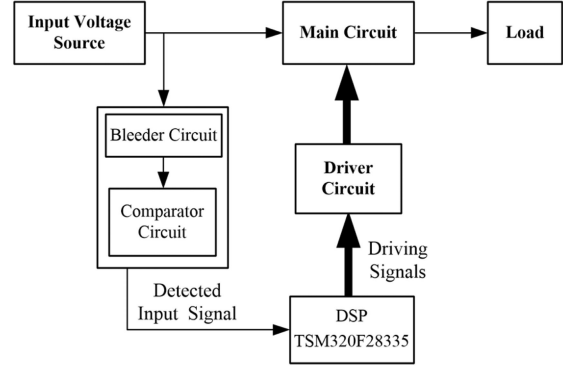 Input Voltage
Source
Main Circuit
Load
Bleeder Circuit
Comparator
Circuit
Driver
Circuit
Driving
Signals
Detected
Input Signal
DSP
TSM320F28335